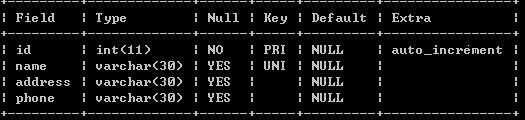 Field | Type | Null | Key | Default | Extra
id | int(11) | NO | PRI | NULL | auto_increment
name | varchar(30) | YES | UNI | NULL |
address | varchar(30) | YES | | NULL |
phone | varchar(30) | YES | | NULL |